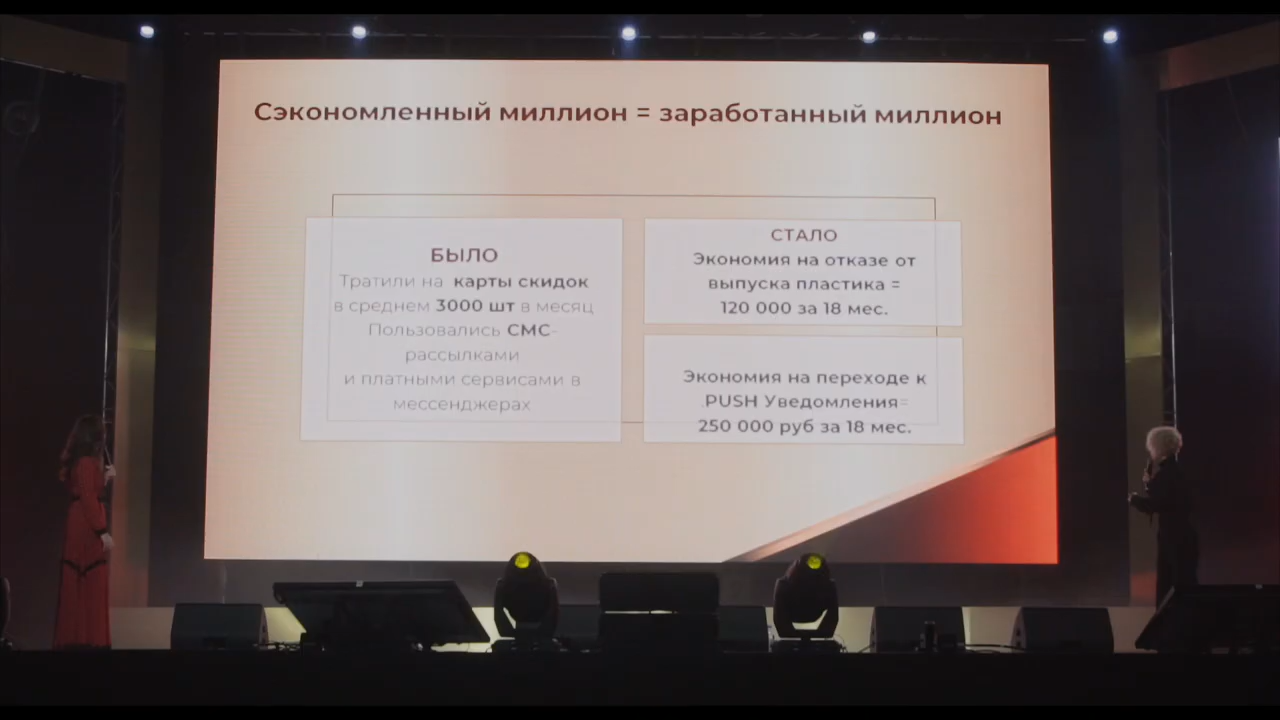 Сэкономленный миллион = заработанный миллион
БЫЛО
Тратили на карты скидок
в среднем 3000 шт в месяц
Пользовались СМС-
рассылками
и платными сервисами в
мессенджерах
СТАЛО
Экономия на отказе от
выпуска пластика =
120 000 за 18 мес.
Экономия на переходе к
PUSH Уведомления=
250 000 руб за 18 мес.